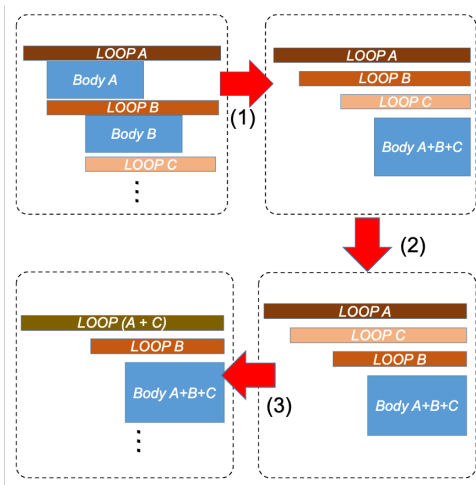 LOOP A
Body A
LOOP B
Body B
LOOP C
(1)
LOOP A
LOOP B
LOOP C
Body A+B+C
(2)
LOOP A
LOOP C
LOOP B
Body A+B+C
(3)
LOOP (A + C)
LOOP B
Body A+B+C